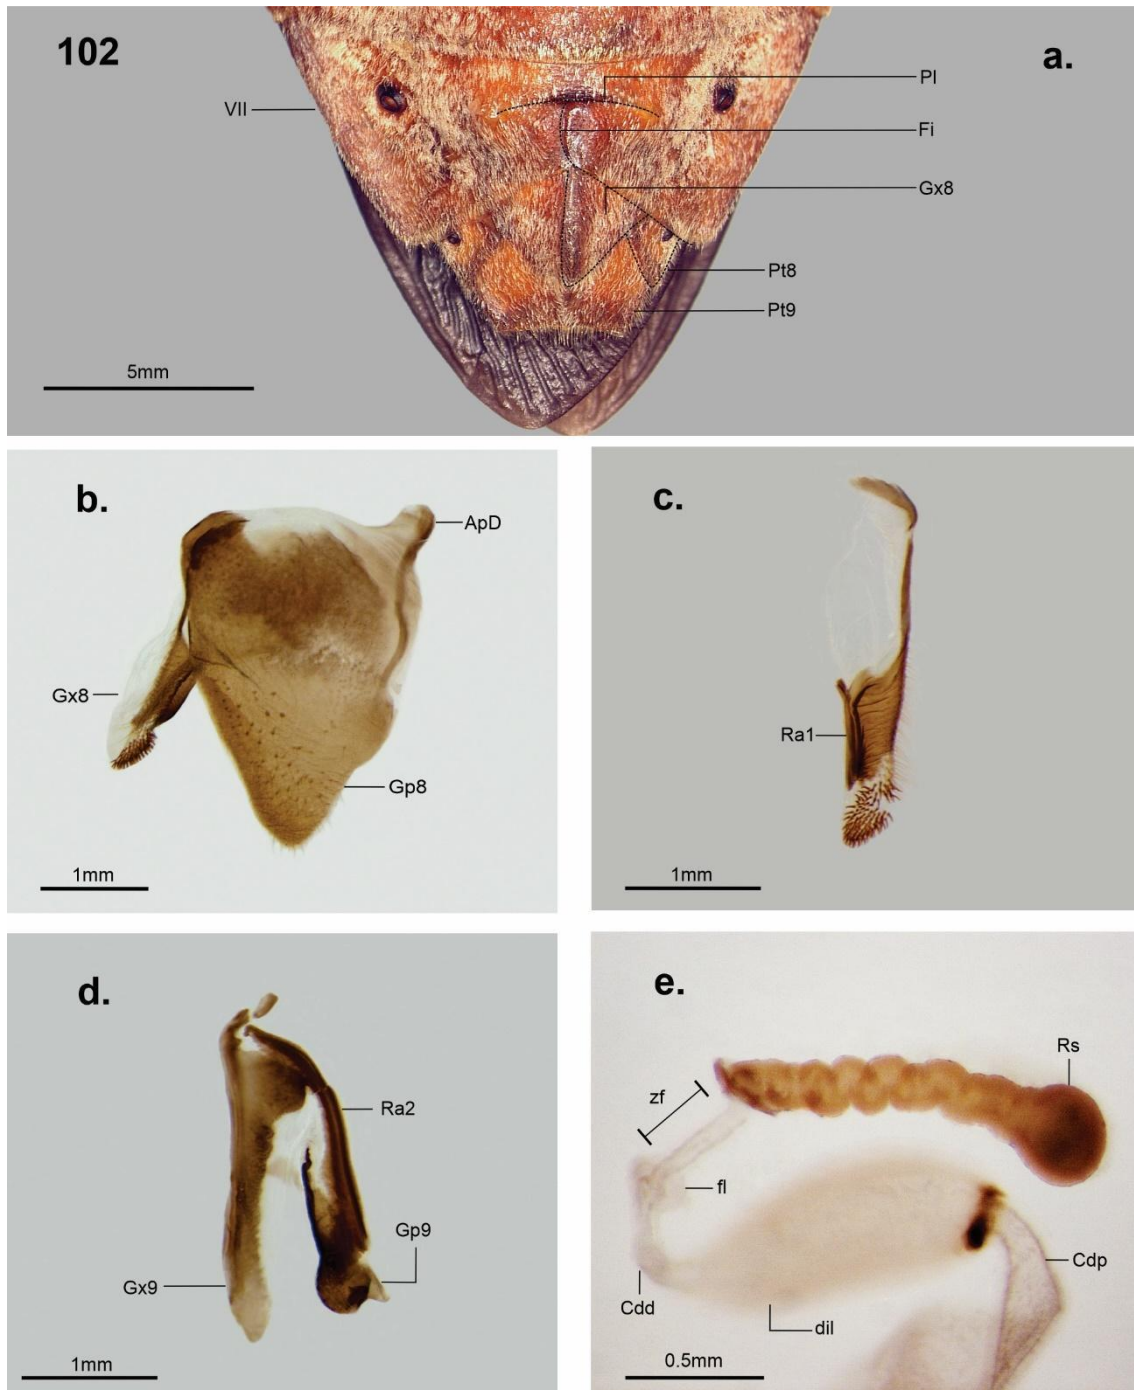 102
a.
Pl
VII
Fi
Gx8
Pt8
Pt9
5mm
b.
ApD
Gx8
Gp8
1mm
c.
Ra1
1mm
d.
Ra2
Gp9
Gx9
1mm
e.
Rs
zf
fl
Cdp
Cdd
dil
0.5mm